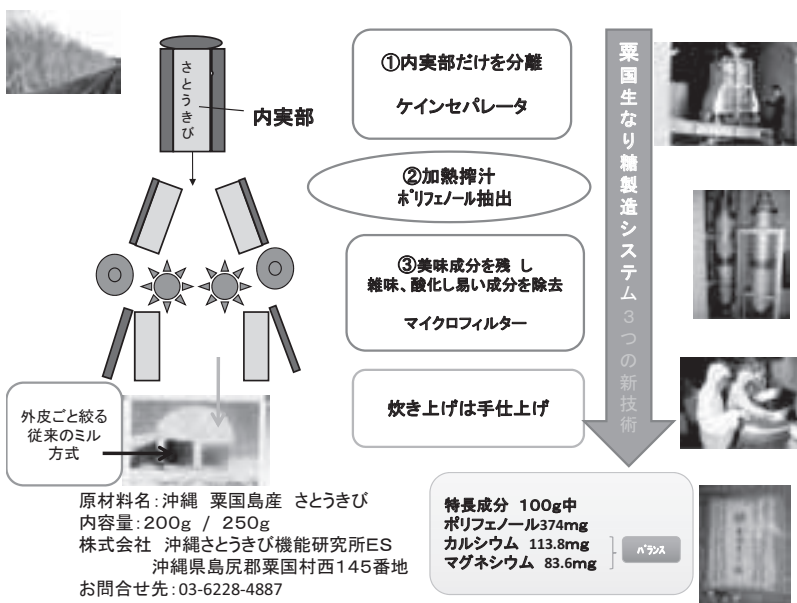 さとうきび
内実部
①内実部だけを分離
ケインセパレータ
②加熱搾汁
ポリフェノール抽出
③美味成分を残 し
雑味、酸化し易い成分を除去
マイクロフィルター
炊き上げは手仕上げ
粟国生なり糖製造システム3つの新技術
外皮ごと絞る
従来のミル
方式
原材料名:沖縄 粟国島産 さとうきび
内容量:200g / 250g
株式会社 沖縄さとうきび機能研究所ES
沖縄県島尻郡粟国村西145番地
お問合せ先:03-6228-4887
特長成分 100g中
ポリフェノール374mg
カルシウム 113.8mg
マグネシウム 83.6mg
バランス